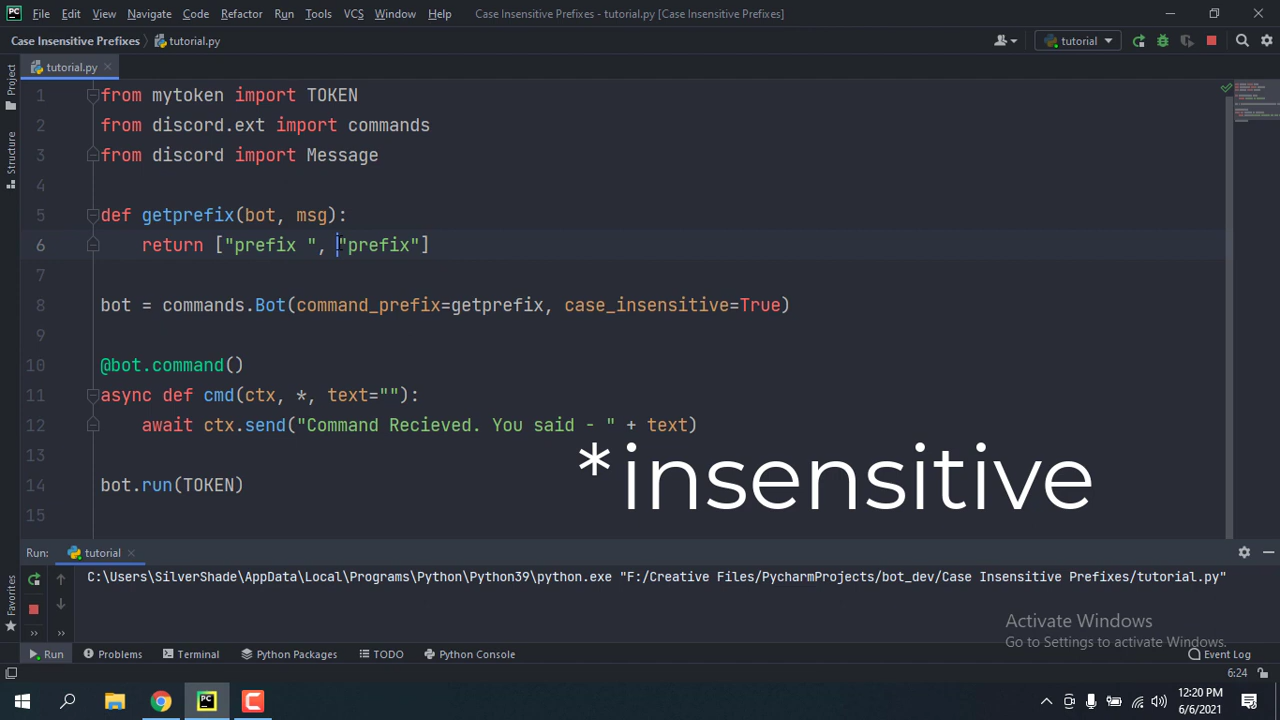 PC File Edit View Navigate Code Refactor Run Tools VCS Window Help Case Insensitive Prefixes - tutorial.py [Case Insensitive Prefixes]
Case Insensitive Prefixes tutorial.py tutorial
Project
tutorial.py
1 from mytoken import TOKEN
2 from discord.ext import commands
3 from discord import Message
Structure
4
5 def getprefix(bot, msg):
6 return ["prefix ", "prefix"]
7
8 bot = commands.Bot(command_prefix=getprefix, case_insensitive=True)
9
10 @bot.command()
11 async def cmd(ctx, *, text=""):
12 await ctx.send("Command Recieved. You said - " + text)
13
*insensitive
14 bot.run(TOKEN)
15
Run: tutorial
C:\Users\SilverShade\AppData\Local\Programs\Python\Python39\python.exe "F:/Creative Files/PycharmProjects/bot_dev/Case Insensitive Prefixes/tutorial.py"
Favorites
Activate Windows
Go to Settings to activate Windows.
Run Problems Terminal Python Packages TODO Python Console Event Log
6:24
PC 12:20 PM
6/6/2021